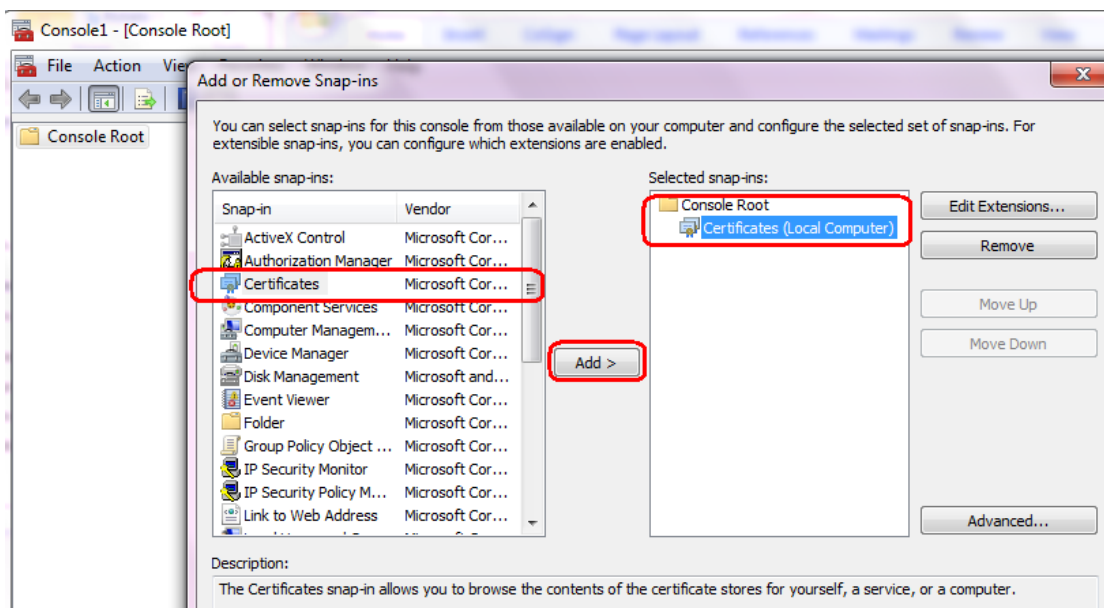 Console1 - [Console Root]
File Action
Add or Remove Snap-ins
You can select snap-ins for this console from those available on your computer and configure the selected set of snap-ins. For
extensible snap-ins, you can configure which extensions are enabled.
Console Root
Available snap-ins:
Snap-in Vendor
ActiveX Control Microsoft Cor...
Authorization Manager Microsoft Cor...
Certificates Microsoft Cor...
Component Services Microsoft Cor...
Computer Managem... Microsoft Cor...
Device Manager Microsoft Cor...
Disk Management Microsoft and...
Event Viewer Microsoft Cor...
Folder Microsoft Cor...
Group Policy Object ... Microsoft Cor...
IP Security Monitor Microsoft Cor...
IP Security Policy M... Microsoft Cor...
Link to Web Address Microsoft Cor...
Add >
Selected snap-ins:
Console Root
Certificates (Local Computer)
Edit Extensions...
Remove
Move Up
Move Down
Advanced...
Description:
The Certificates snap-in allows you to browse the contents of the certificate stores for yourself, a service, or a computer.